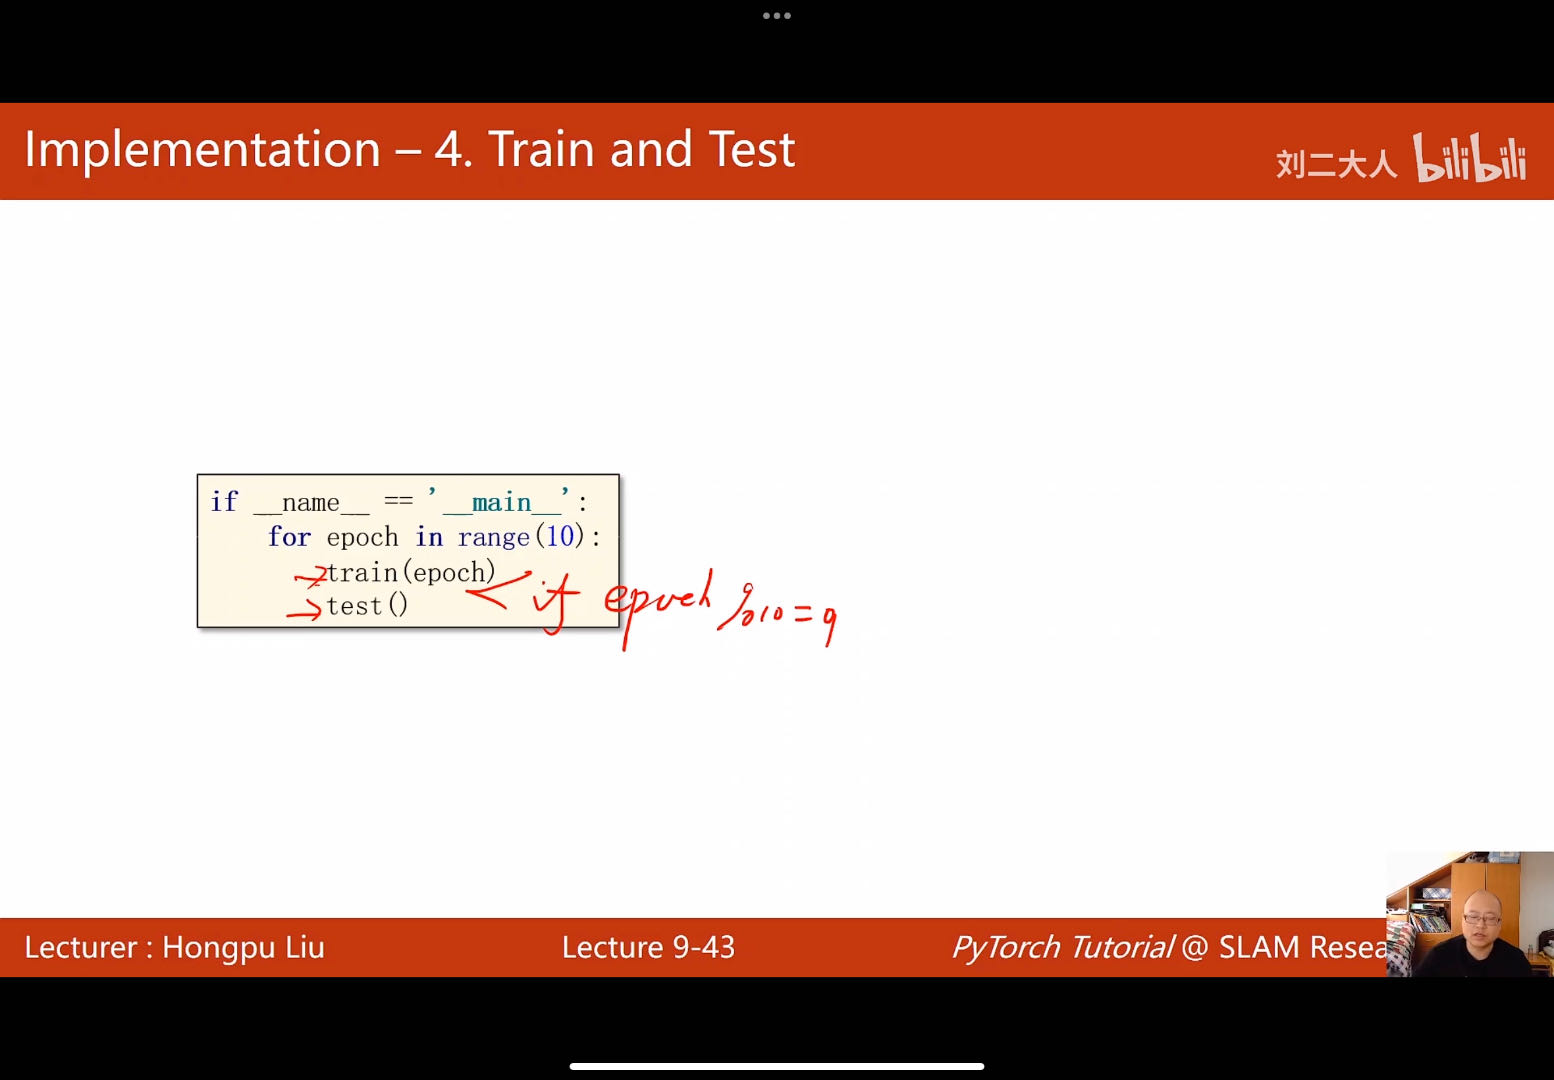 Implementation – 4. Train and Test
刘二大人 bilibili
if __name__ == '__main__':
for epoch in range(10):
train(epoch)
test()
if epoch %10=9
Lecturer : Hongpu Liu
Lecture 9-43
PyTorch Tutorial @ SLAM Resea